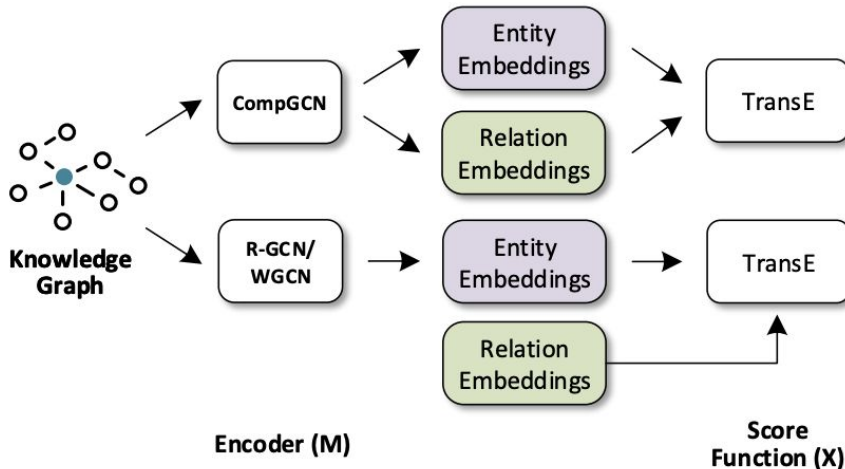 Entity
Embeddings
CompGCN
TransE
Relation
Embeddings
Knowledge
Graph
R-GCN/
WGCN
Entity
Embeddings
TransE
Relation
Embeddings
Encoder (M)
Score
Function (X)